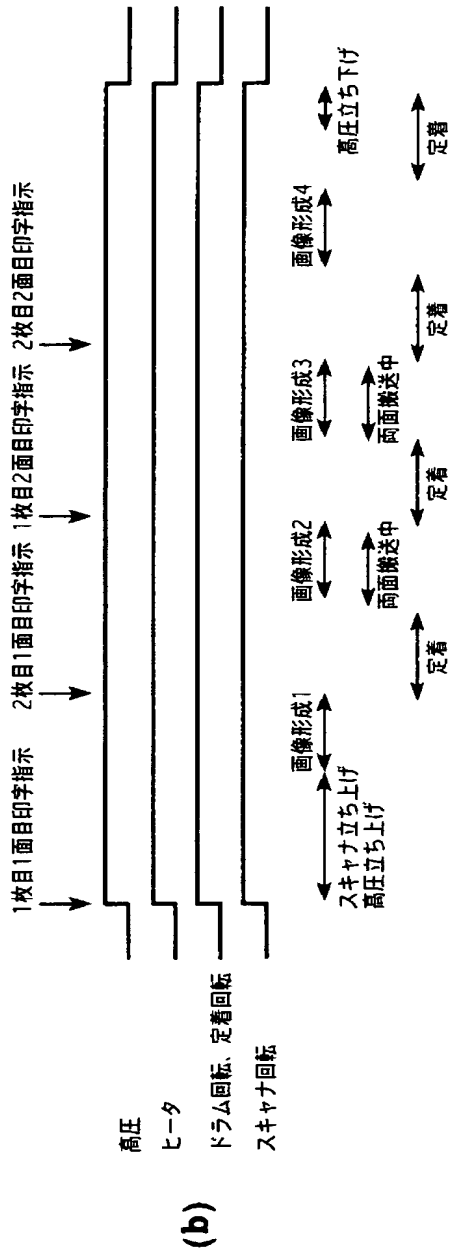 (b)
1枚目1面目印字指示
2枚目1面目印字指示
1枚目2面目印字指示
2枚目2面目印字指示
高圧
ヒータ
ドラム回転、定着回転
スキャナ回転
スキャナ立ち上げ
高圧立ち上げ
画像形成1
画像形成2
画像形成3
画像形成4
高圧立ち下げ
両面搬送中
両面搬送中
定着
定着
定着
定着